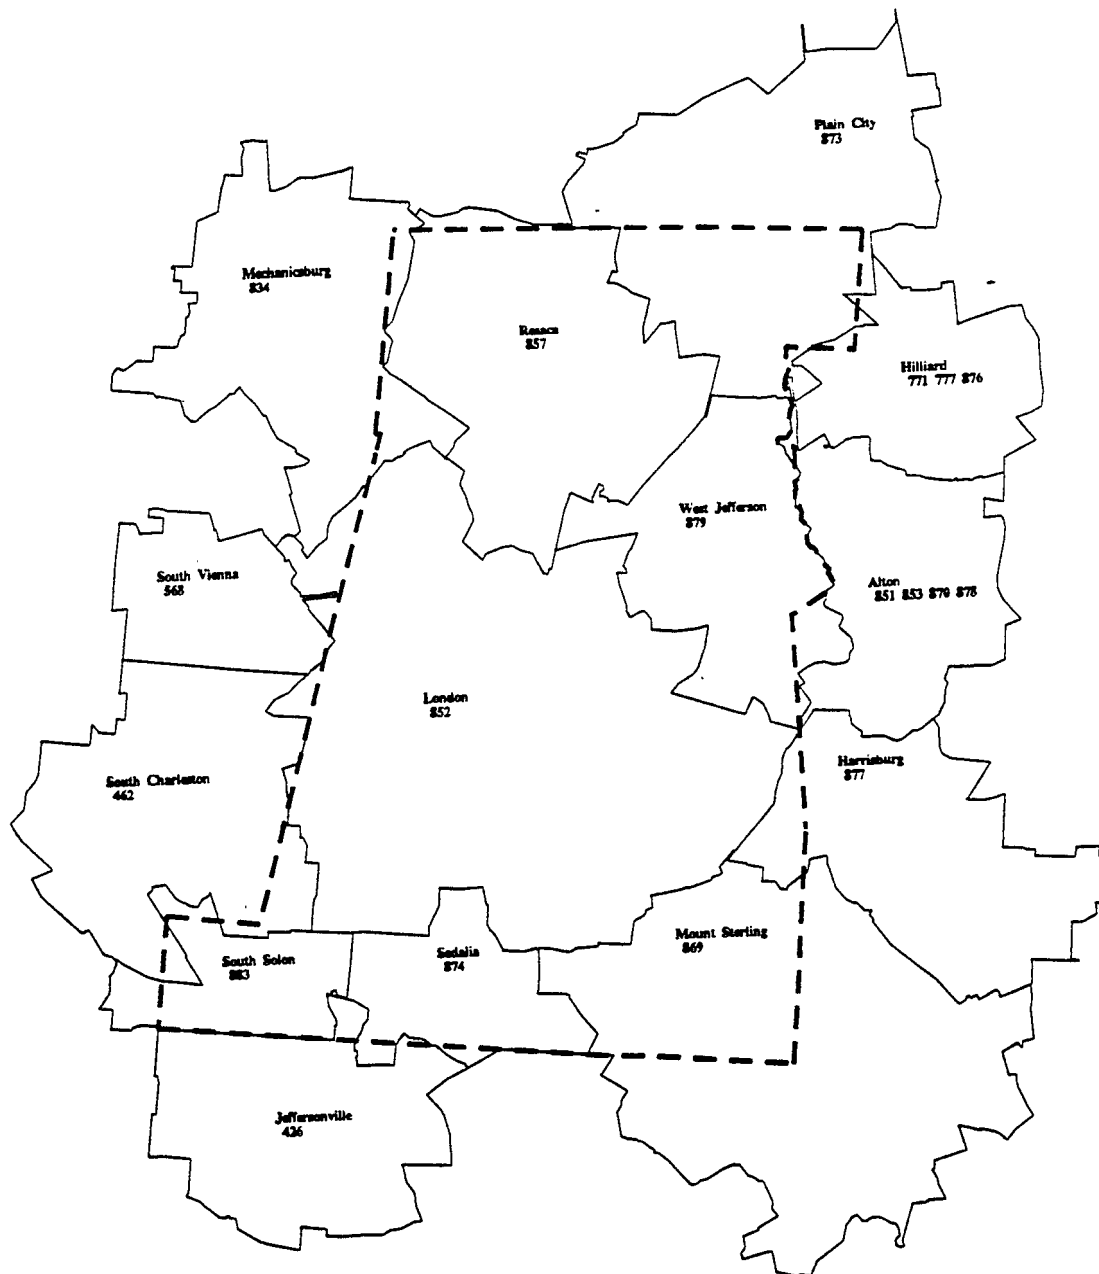 Plain City
873
Mechanicsburg
834
Resaca
857
Hilliard
771 777 876
West Jefferson
879
South Vienna
568
Alton
851 853 870 878
London
852
Harrisburg
877
South Charleston
462
Mount Sterling
869
South Solon
883
Sedalia
874
Jeffersonville
426